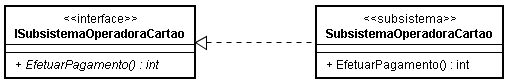 <<interface>>
ISubsistemaOperadoraCartao
+ EfetuarPagamento() : int
<<subsistema>>
SubsistemaOperadoraCartao
+ EfetuarPagamento() : int